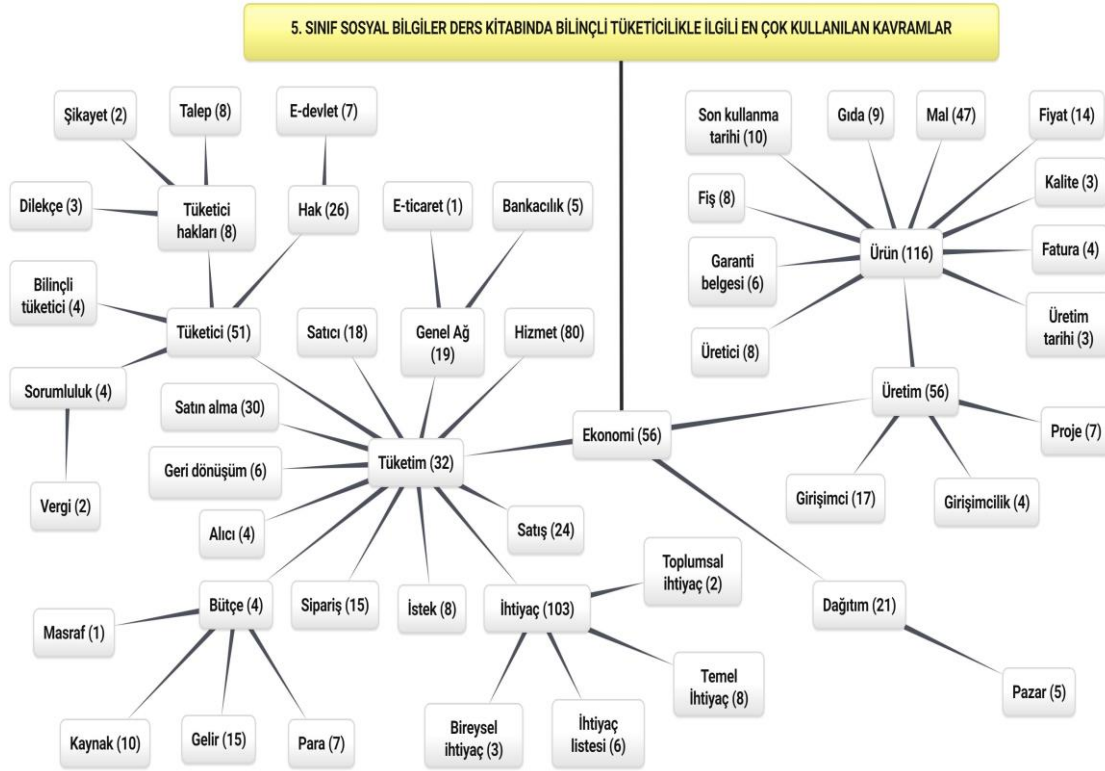 5. SINIF SOSYAL BİLGİLER DERS KİTABINDA BİLİNÇLİ TÜKETİCİLİKLE İLGİLİ EN ÇOK KULLANILAN KAVRAMLAR
Şikayet (2)
Talep (8)
E-devlet (7)
Son kullanma
tarihi (10)
Gıda (9)
Mal (47)
Fiyat (14)
Dilekçe (3)
Tüketici
hakları (8)
Hak (26)
E-ticaret (1)
Bankacılık (5)
Fiş (8)
Kalite (3)
Ürün (116)
Fatura (4)
Bilinçli
tüketici (4)
Garanti
belgesi (6)
Tüketici (51)
Satıcı (18)
Genel Ağ
(19)
Hizmet (80)
Üretici (8)
Üretim
tarihi (3)
Sorumluluk (4)
Satın alma (30)
Üretim (56)
Ekonomi (56)
Proje (7)
Geri dönüşüm (6)
Tüketim (32)
Vergi (2)
Alıcı (4)
Satış (24)
Girişimci (17)
Girişimcilik (4)
Toplumsal
ihtiyaç (2)
Masraf (1)
Bütçe (4)
Sipariş (15)
İstek (8)
İhtiyaç (103)
Dağıtım (21)
Temel
İhtiyaç (8)
Pazar (5)
Kaynak (10)
Gelir (15)
Para (7)
Bireysel
ihtiyaç (3)
İhtiyaç
listesi (6)